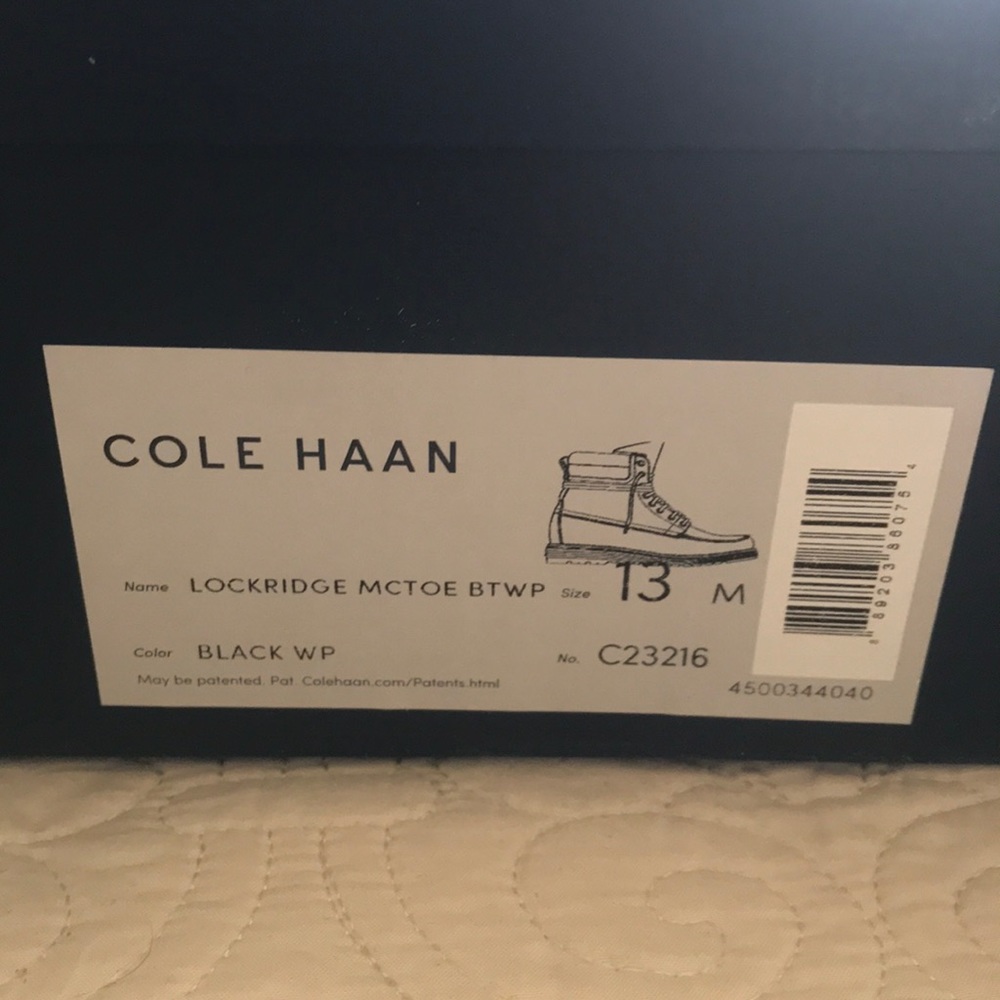 COLE HAAN
Name LOCKRIDGE MCTOE BTWP Size 13 M
Color BLACK WP No. C23216
May be patented. Pat Colehaan.com/Patents.html
4500344040